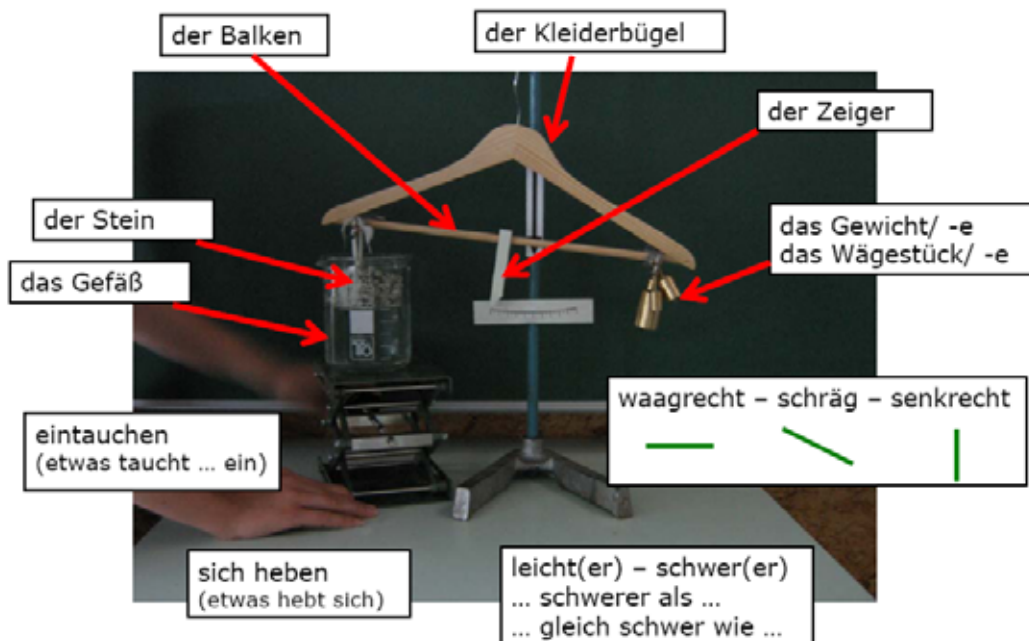 der Balken
der Kleiderbügel
der Zeiger
der Stein
das Gewicht/ -e
das Wägestück/ -e
das Gefäß
waagrecht – schräg – senkrecht
eintauchen
(etwas taucht ... ein)
sich heben
(etwas hebt sich)
leicht(er) – schwer(er)
... schwerer als ...
... gleich schwer wie ...